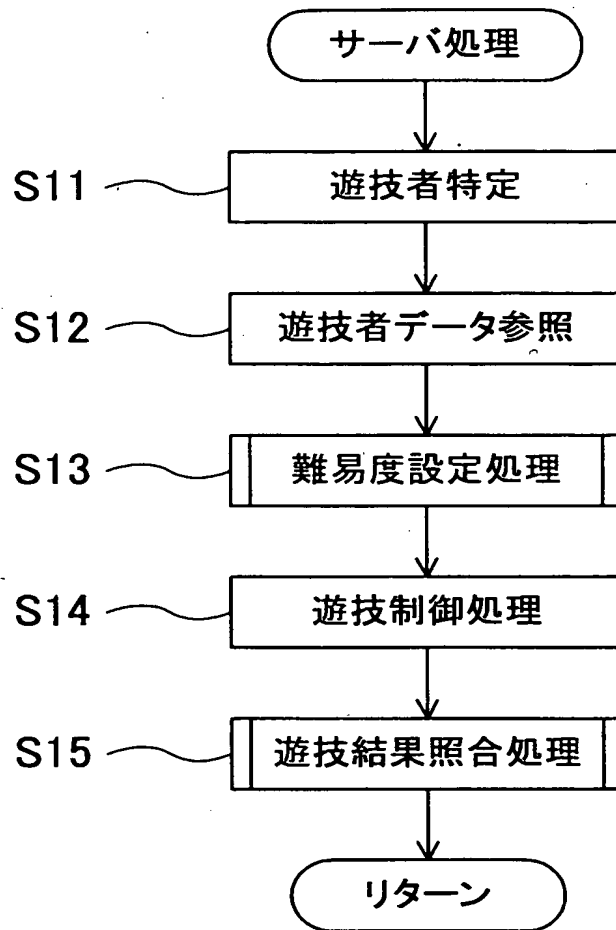 サーバ処理
S11 遊技者特定
S12 遊技者データ参照
S13 難易度設定処理
S14 遊技制御処理
S15 遊技結果照合処理
リターン